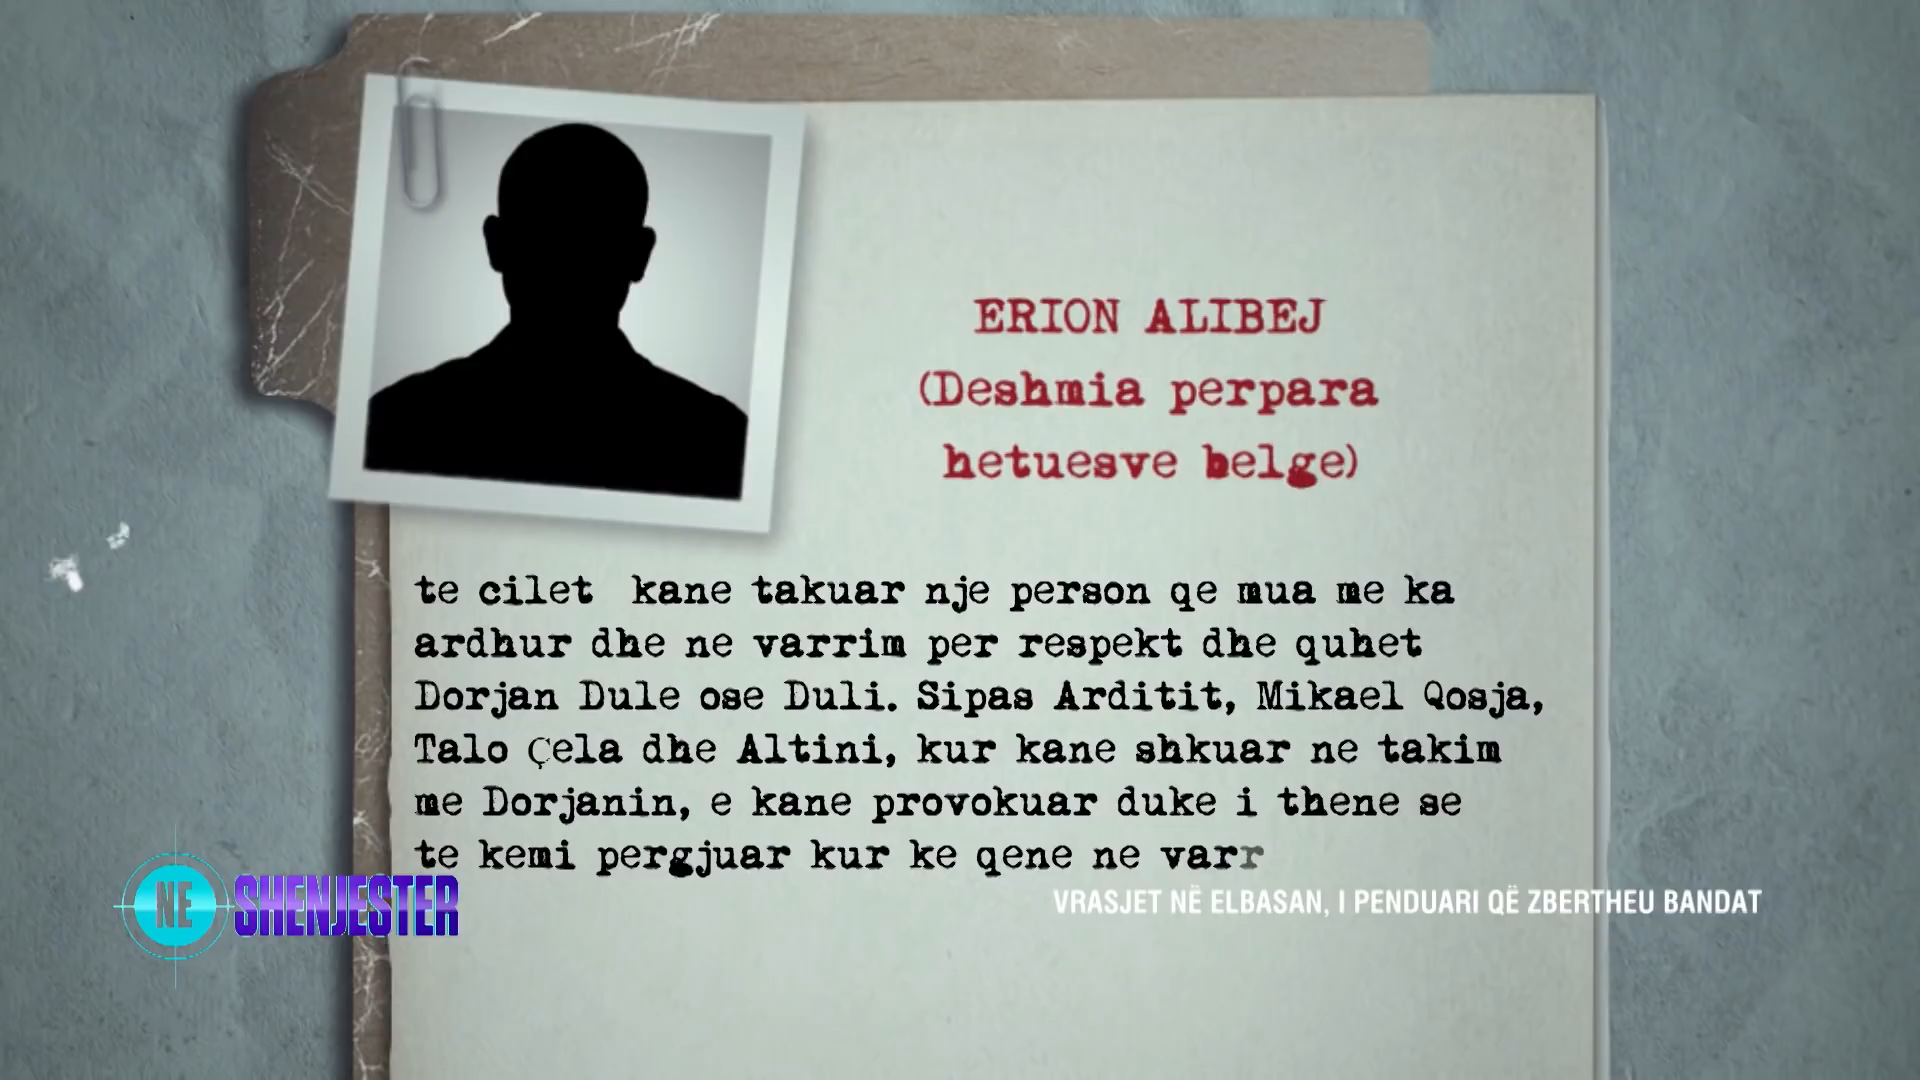 ERION ALIBEJ
(Deshmia perpara
hetuesve belge)
te cilet kane takuar nje person qe mua me ka
ardhur dhe ne varrim per respekt dhe quhet
Dorjan Dule ose Duli. Sipas Arditit, Mikael Qosja,
Talo Çela dhe Altini, kur kane shkuar ne takim
me Dorjanin, e kane provokuar duke i thene se
te kemi pergjuar kur ke qene ne varr
NE SHENJESTER
VRASJET NË ELBASAN, I PENDUARI QË ZBERTHEU BANDAT